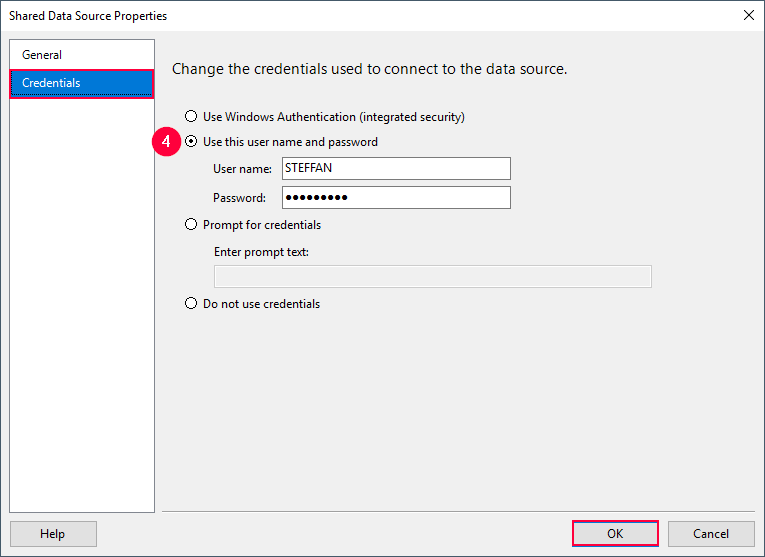 Shared Data Source Properties
General
Credentials
Change the credentials used to connect to the data source.
Use Windows Authentication (integrated security)
4 Use this user name and password
User name: STEFFAN
Password: ●●●●●●●●●
Prompt for credentials
Enter prompt text:
Do not use credentials
Help OK Cancel